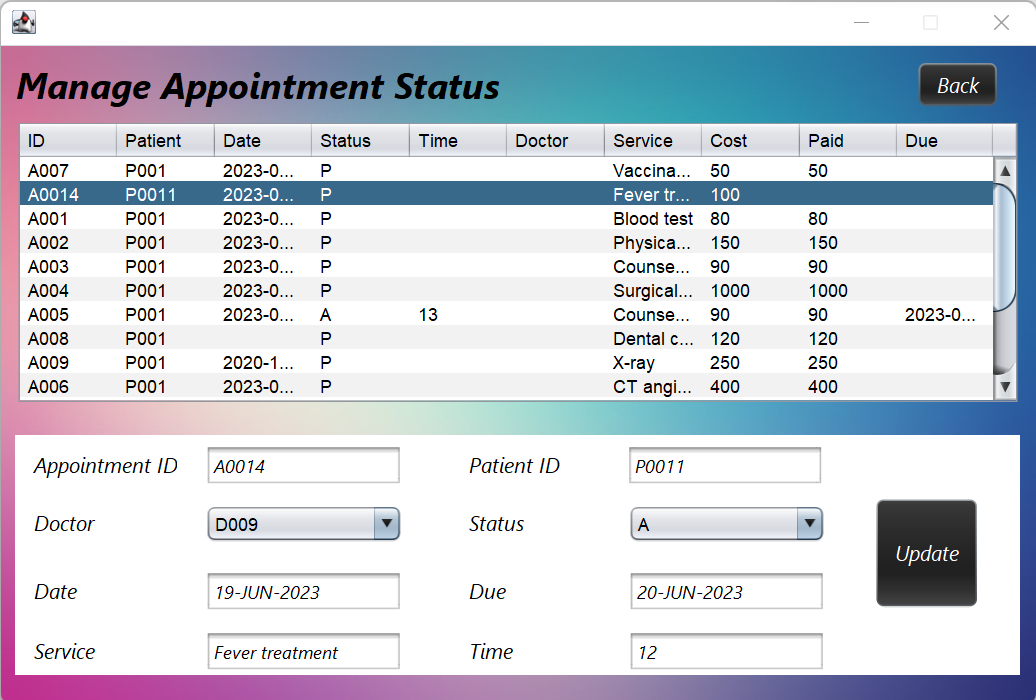 Manage Appointment Status
Back
ID Patient Date Status Time Doctor Service Cost Paid Due
A007 P001 2023-0... P Vaccina... 50 50
A0014 P0011 2023-0... P Fever tr... 100
A001 P001 2023-0... P Blood test 80 80
A002 P001 2023-0... P Physica... 150 150
A003 P001 2023-0... P Counse... 90 90
A004 P001 2023-0... P Surgical... 1000 1000
A005 P001 2023-0... A 13 Counse... 90 90 2023-0...
A008 P001 P Dental c... 120 120
A009 P001 2020-1... P X-ray 250 250
A006 P001 2023-0... P CT angi... 400 400
Appointment ID A0014 Patient ID P0011
Doctor D009 Status A
Update
Date 19-JUN-2023 Due 20-JUN-2023
Service Fever treatment Time 12